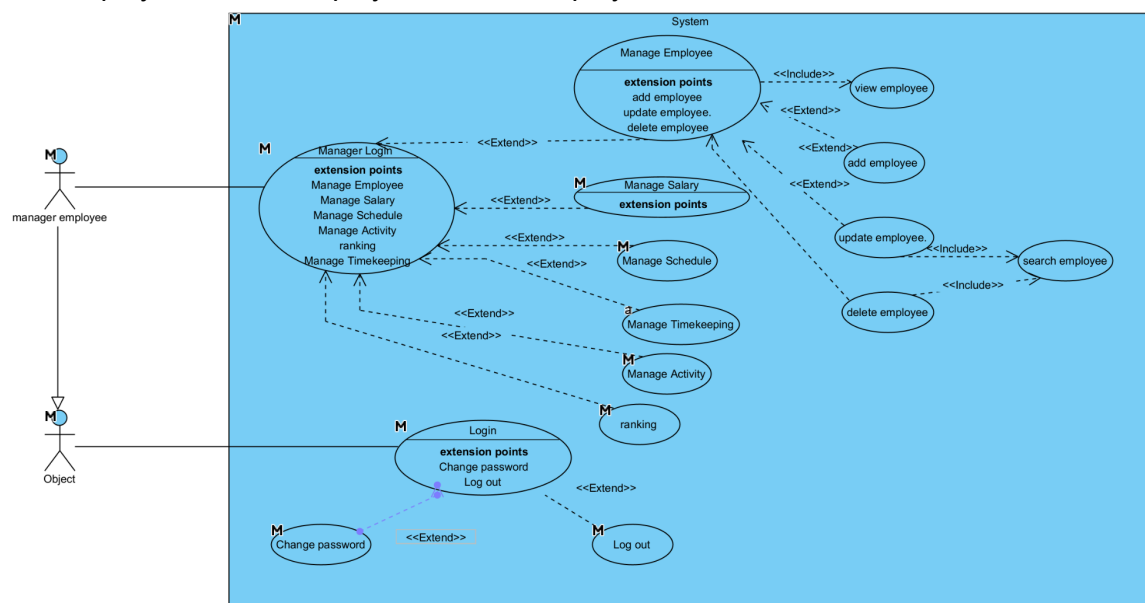 System
Manage Employee
extension points
add employee
update employee.
delete employee
<<Include>>
view employee
<<Extend>>
<<Extend>>
add employee
<<Extend>>
Manager Login
extension points
Manage Employee
Manage Salary
Manage Schedule
Manage Activity
ranking
Manage Timekeeping
manager employee
Manage Salary
extension points
<<Extend>>
<<Extend>>
update employee.
<<Include>>
search employee
<<Extend>>
Manage Schedule
<<Extend>>
<<Include>>
delete employee
<<Extend>>
Manage Timekeeping
<<Extend>>
Manage Activity
ranking
Login
extension points
Change password
Log out
Object
<<Extend>>
<<Extend>>
Change password
Log out